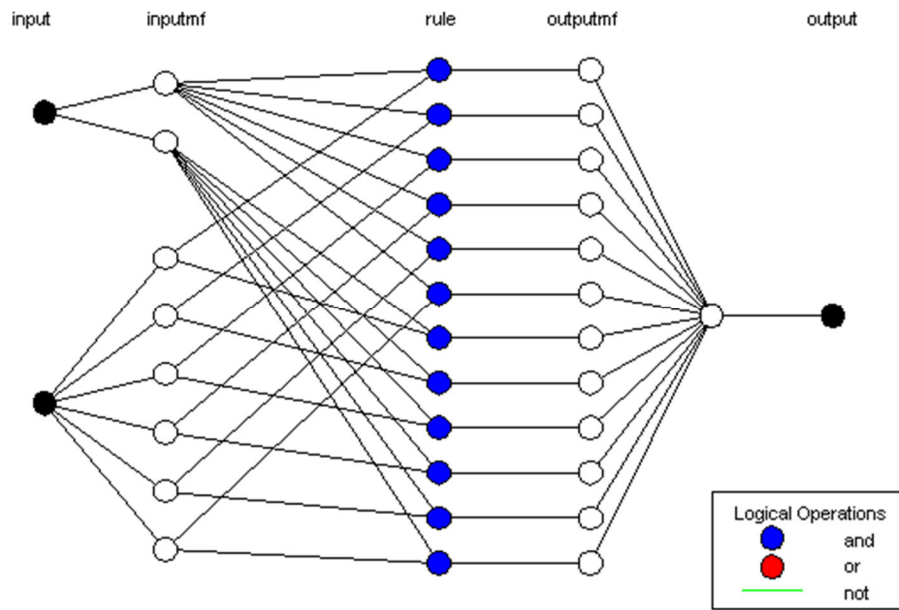 input inputmf rule outputmf output
Logical Operations
and
or
not